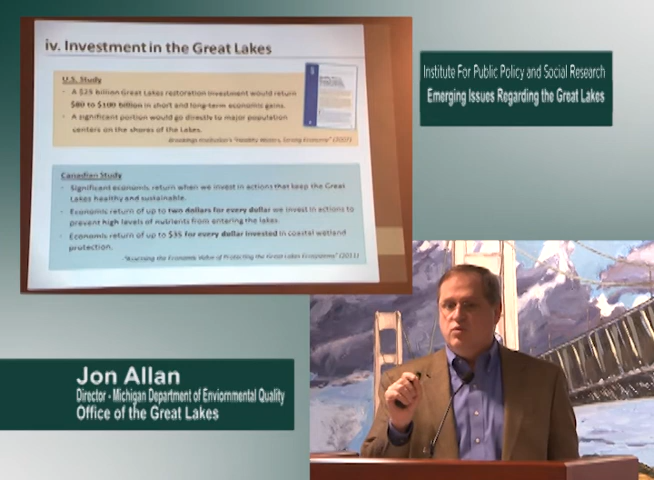 iv. Investment in the Great Lakes
U.S. Study
- A $25 billion Great Lakes restoration investment would return
$80 to $100 billion in short and long-term economic gains.
- A significant portion would go directly to major population
centers on the shores of the Lakes.
Brookings Institution's "Healthy Waters, Strong Economy" (2007)
Canadian Study
- Significant economic return when we invest in actions that keep the Great
Lakes healthy and sustainable.
- Economic return of up to two dollars for every dollar we invest in actions to
prevent high levels of nutrients from entering the lakes.
- Economic return of up to $35 for every dollar invested in coastal wetland
protection.
"Assessing the Economic Value of Protecting the Great Lakes Ecosystems" (2011)
Institute For Public Policy and Social Research
Emerging Issues Regarding the Great Lakes
Jon Allan
Director - Michigan Department of Enviornmental Quality
Office of the Great Lakes